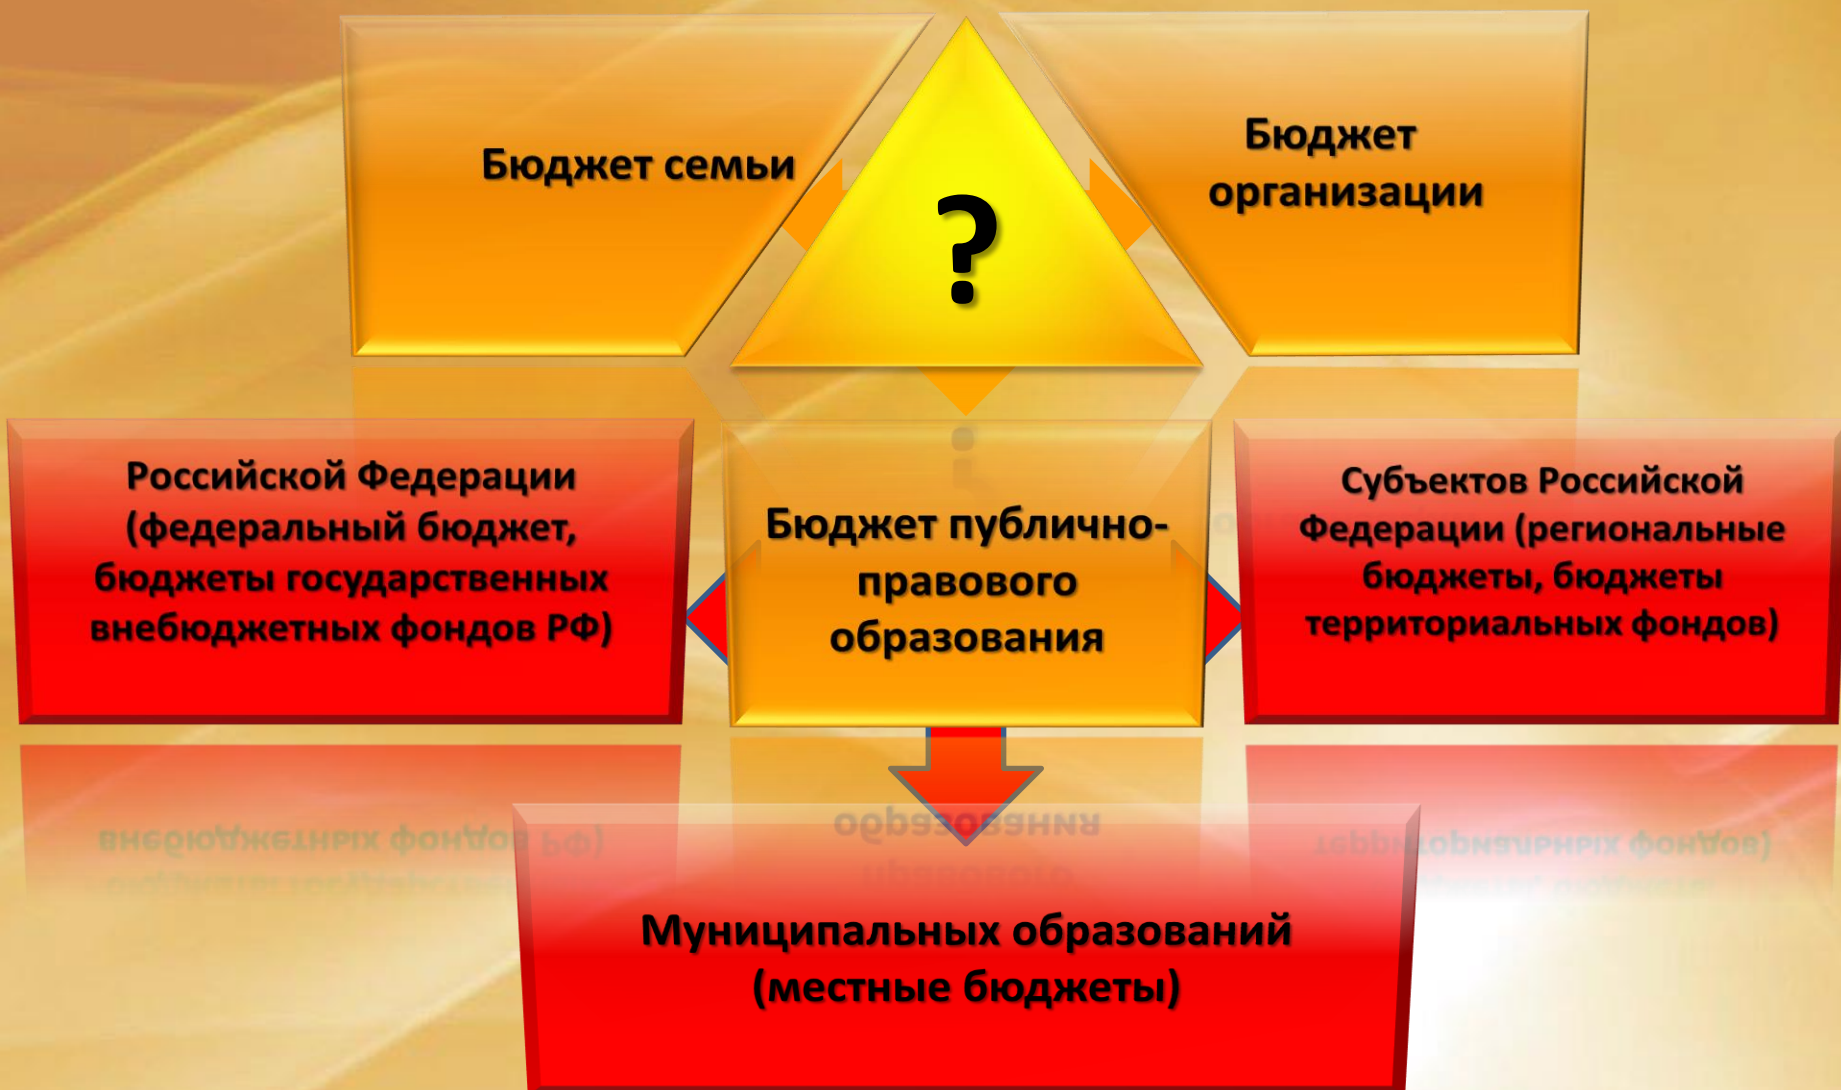 Бюджет семьи
?
Бюджет
организации
Российской Федерации
(федеральный бюджет,
бюджеты государственных
внебюджетных фондов РФ)
Бюджет публично-
правового
образования
Субъектов Российской
Федерации (региональные
бюджеты, бюджеты
территориальных фондов)
Муниципальных образований
(местные бюджеты)